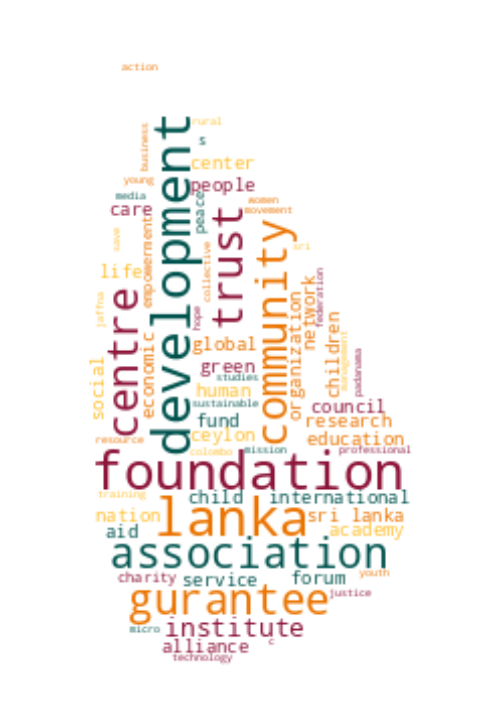 action
rural
business
development
s
center
young
people
media
peace
women
care
trust
movement
save
empowerment
community
sri
collective
life
federation
network
jaffna
centre
hope
organization
economic
global
children
management
padanama
social
green
studies
human
sustainable
council
fund
research
ceylon
resource
education
colombo
mission
professional
foundation
training
child
international
lanka
nation
sri lanka
aid
academy
association
charity
service
forum
youth
gurantee
justice
micro
institute
c
alliance
technology